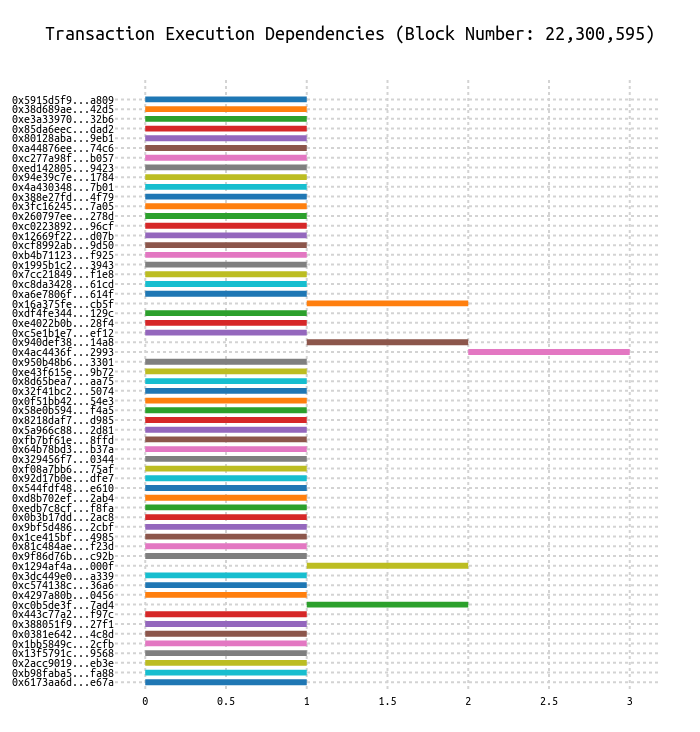 Transaction Execution Dependencies (Block Number: 22,300,595)
0x5915d5f9...a809
0x38d689ae...42d5
0xe3a33970...32b6
0x85da6eec...dad2
0x80128aba...9eb1
0xa44876ee...74c6
0xc277a98f...b057
0xed142805...9423
0x94e39c7e...1784
0x4a430348...7b01
0x388e27fd...4f79
0x3fc16245...7a05
0x260797ee...278d
0xc0223892...96cf
0x12669f22...d07b
0xcf8992ab...9d50
0xb4b71123...f925
0x1995b1c2...3943
0x7cc21849...f1e8
0xc8da3428...61cd
0xa6e7806f...614f
0x16a375fe...cb5f
0xdf4fe344...129c
0xe4022b0b...28f4
0xc5e1b1e7...ef12
0x940def38...14a8
0x4ac4436f...2993
0x950b48b6...3301
0xe43f615e...9b72
0x8d65bea7...aa75
0x32f41bc2...5074
0x0f51bb42...54e3
0x58e0b594...f4a5
0x8218daf7...d985
0x5a966c88...2d81
0xfb7bf61e...8ffd
0x64b78bd3...b37a
0x329456f7...0344
0xf08a7bb6...75af
0x92d17b0e...dfe7
0x544fdf48...e610
0xd8b702ef...2ab4
0xedb7c8cf...f8fa
0x0b3b17dd...2ac8
0x9bf5d486...2cbf
0x1ce415bf...4985
0x81c484ae...f23d
0x9f86d76b...c92b
0x1294af4a...000f
0x3dc449e0...a339
0xc574138c...36a6
0x4297a80b...0456
0xc0b5de3f...7ad4
0x443c77a2...f97c
0x388051f9...27f1
0x0381e642...4c8d
0x1bb5849c...2cfb
0x13f5791c...9568
0x2acc9019...eb3e
0xb98faba5...fa88
0x6173aa6d...e67a
0 0.5 1 1.5 2 2.5 3